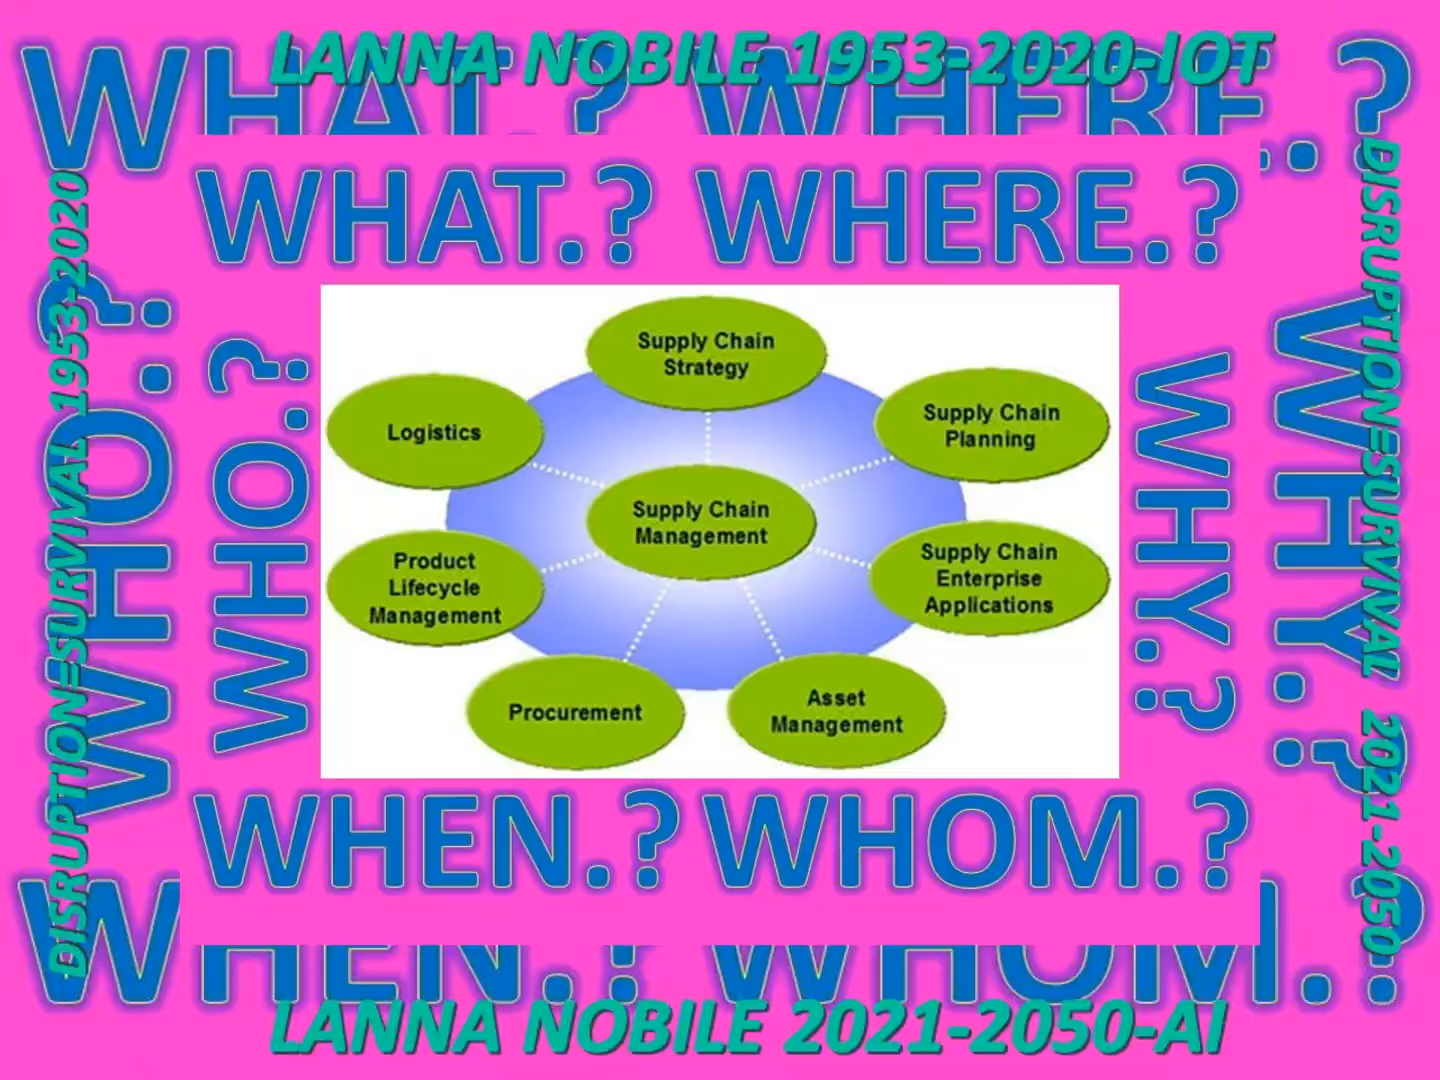 LANNA NOBILE 1953-2020-IOT
WHAT.? WHERE.?
WHAT.? WHERE.?
DISRUPTION=SURVIVAL 1953-2020
WHO.?
WHO.?
Supply Chain
Strategy
Logistics
Supply Chain
Planning
Supply Chain
Management
Product
Lifecycle
Management
Supply Chain
Enterprise
Applications
Procurement
Asset
Management
WHY.?
WHY.?
DISRUPTION=SURVIVAL 2021-2050
WHEN.? WHOM.?
WHEN.? WHOM.?
LANNA NOBILE 2021-2050-AI